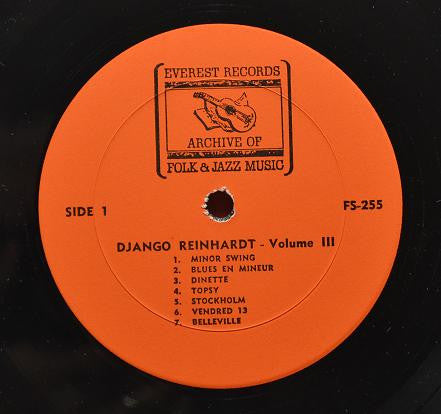 EVEREST RECORDS
ARCHIVE OF
FOLK & JAZZ MUSIC
SIDE 1
FS-255
DJANGO REINHARDT - Volume III
1. MINOR SWING
2. BLUES EN MINEUR
3. DINETTE
4. TOPSY
5. STOCKHOLM
6. VENDRED 13
7. BELLEVILLE